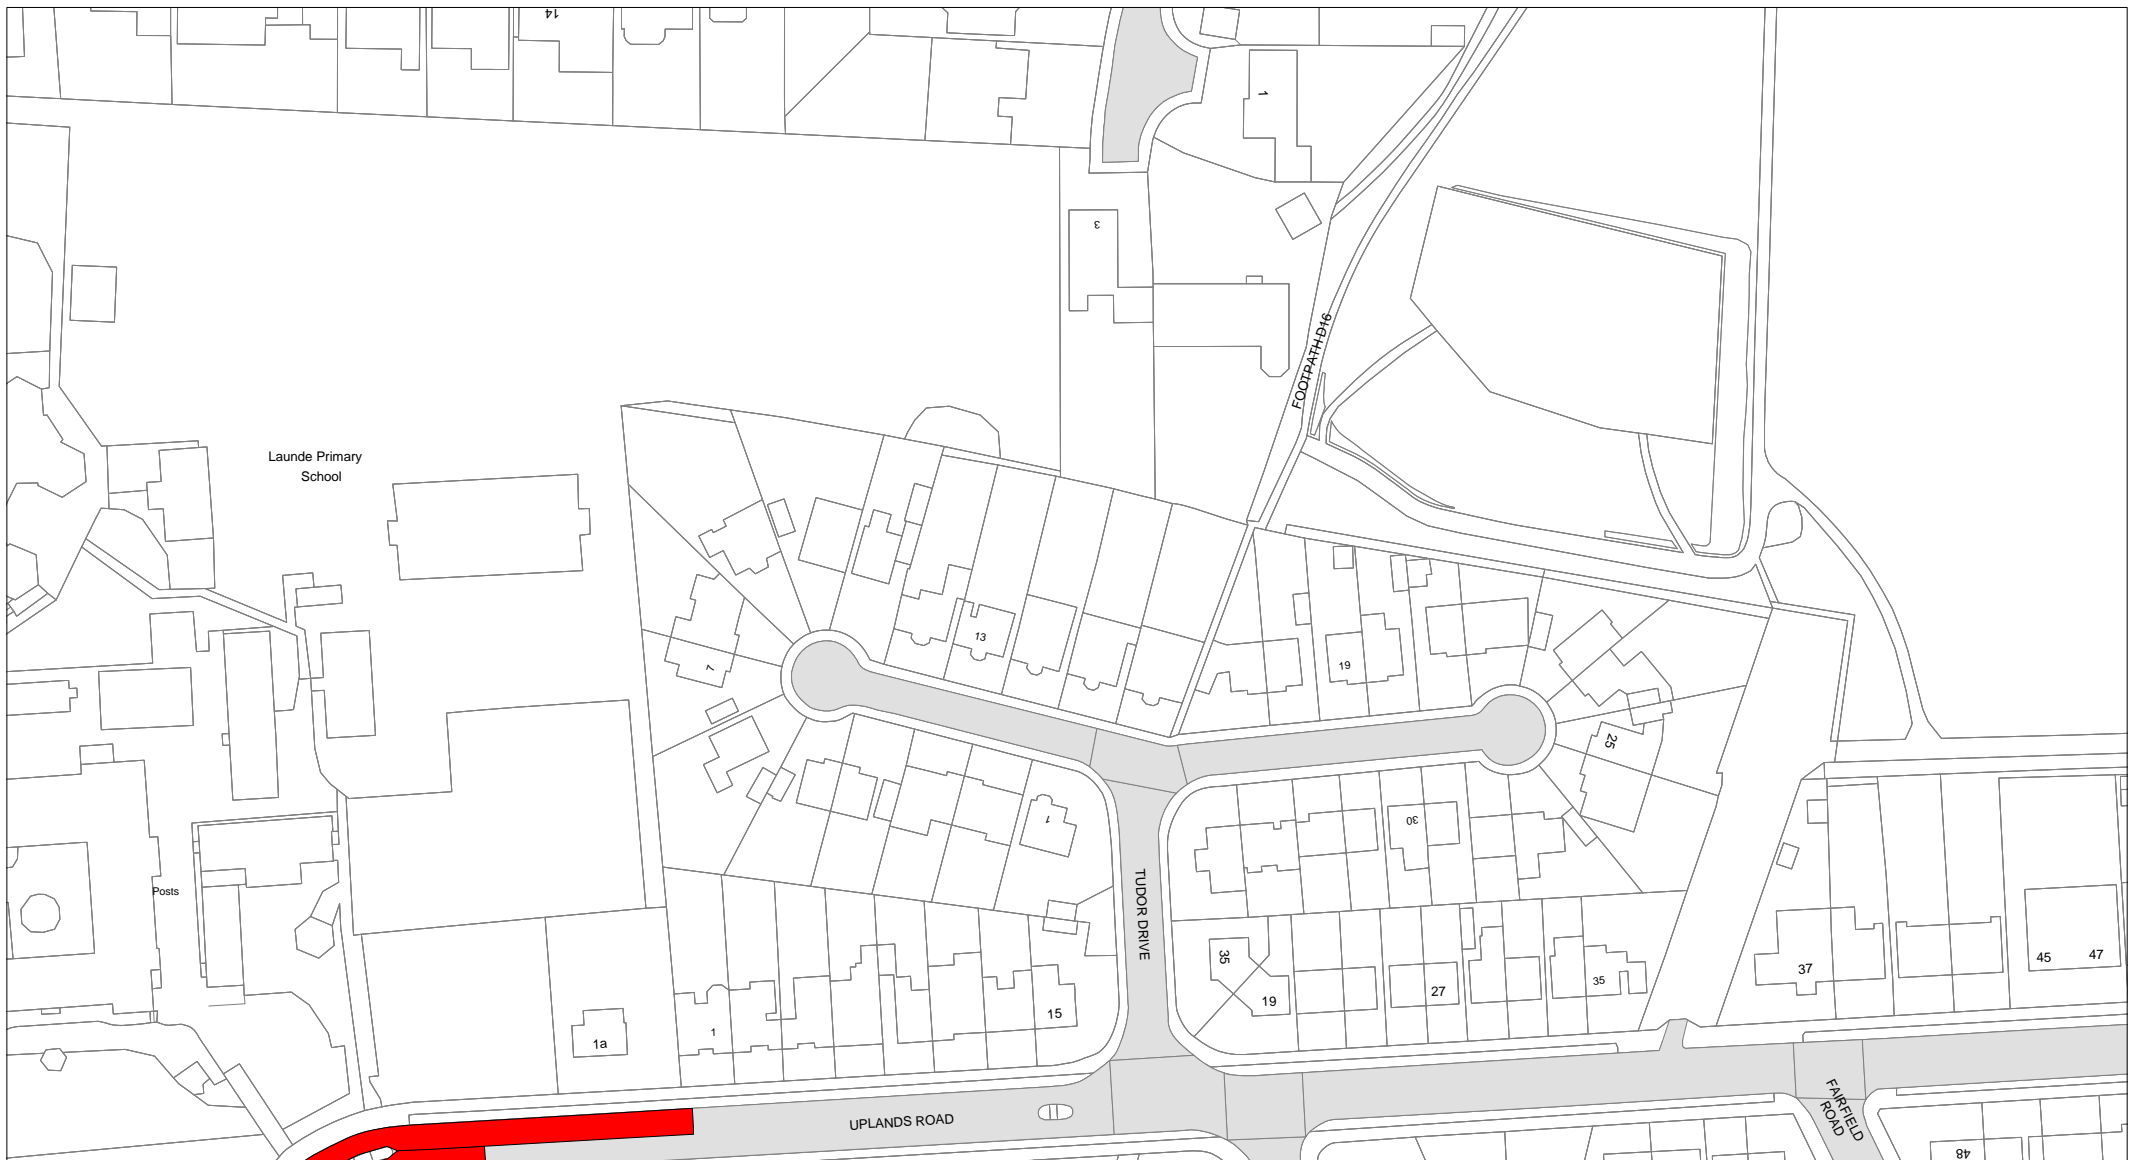 14
1
3
FOOTPATH D16
Launde Primary
School
13
7
19
25
1
30
Posts
TUDOR DRIVE
35
19
27
35
37
45
47
1a
1
15
UPLANDS ROAD
FAIRFIELD
ROAD
48